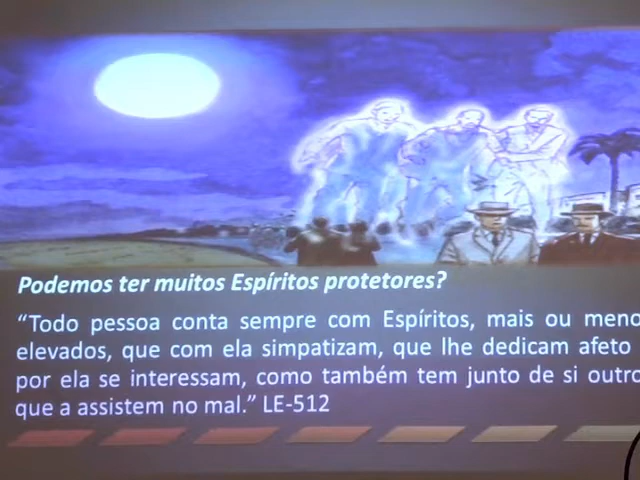 Podemos ter muitos Espíritos protetores?
“Todo pessoa conta sempre com Espíritos, mais ou meno
elevados, que com ela simpatizam, que lhe dedicam afeto
por ela se interessam, como também tem junto de si outro
que a assistem no mal.” LE-512